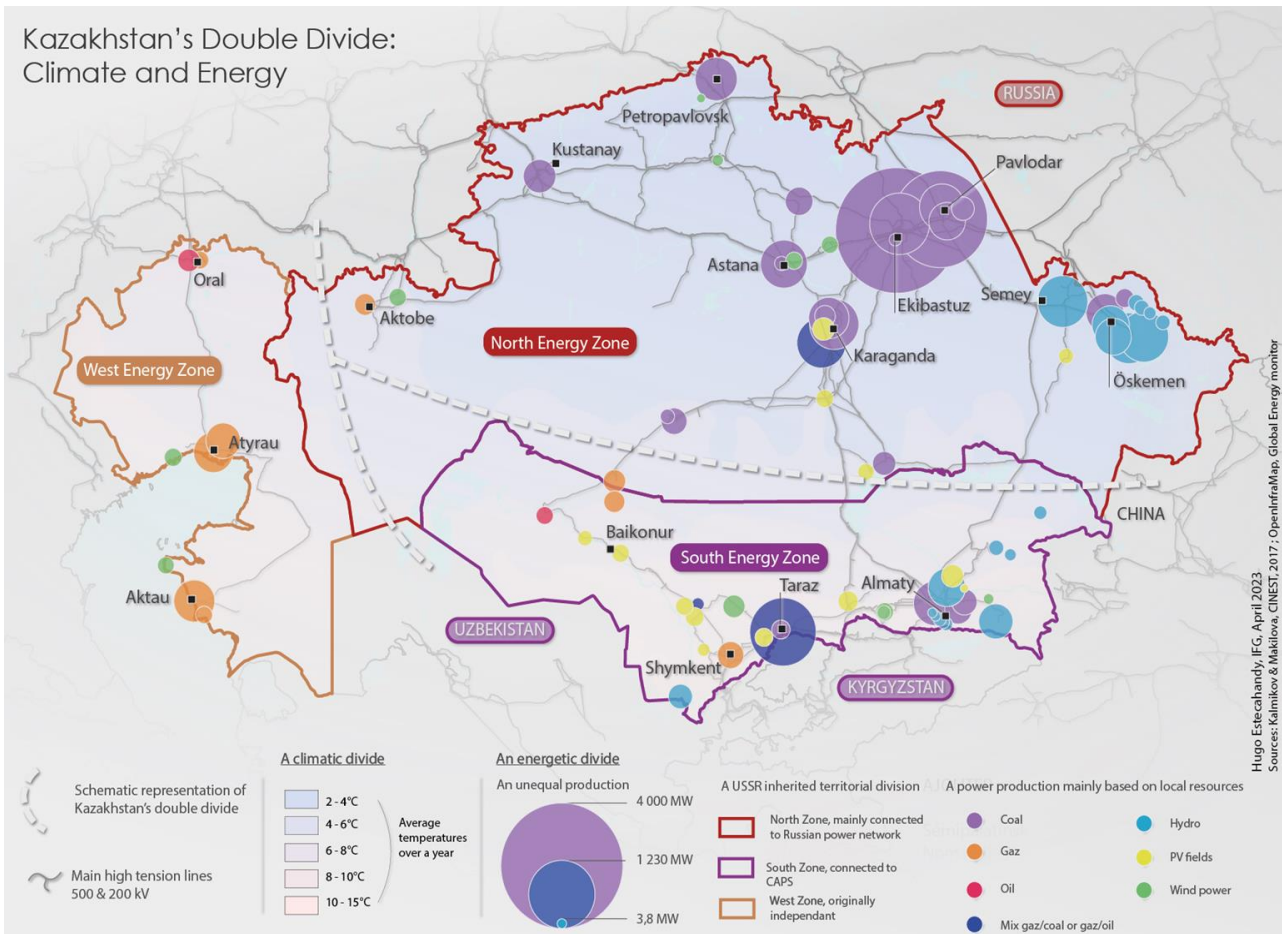 Kazakhstan's Double Divide:
Climate and Energy
RUSSIA
Petropavlovsk
Kustanay
Pavlodar
Astana
Oral
Aktobe
Ekibastuz
Semey
North Energy Zone
Karaganda
West Energy Zone
Öskemen
Atyrau
CHINA
Baikonur
South Energy Zone
Taraz
Almaty
Aktau
UZBEKISTAN
Shymkent
KYRGYZSTAN
Hugo Estecahandy, IFG, April 2023
Sources: Kalmikov & Makilova, CINEST, 2017 ; OpenInfraMap, Global Energy monitor
Schematic representation of
Kazakhstan's double divide
Main high tension lines
500 & 200 kV
A climatic divide
2 - 4°C
4 - 6°C
6 - 8°C
8 - 10°C
10 - 15°C
Average
temperatures
over a year
An energetic divide
An unequal production
4 000 MW
1 230 MW
3,8 MW
A USSR inherited territorial division
North Zone, mainly connected
to Russian power network
South Zone, connected to
CAPS
West Zone, originally
independant
A power production mainly based on local resources
Coal
Gaz
Oil
Mix gaz/coal or gaz/oil
Hydro
PV fields
Wind power